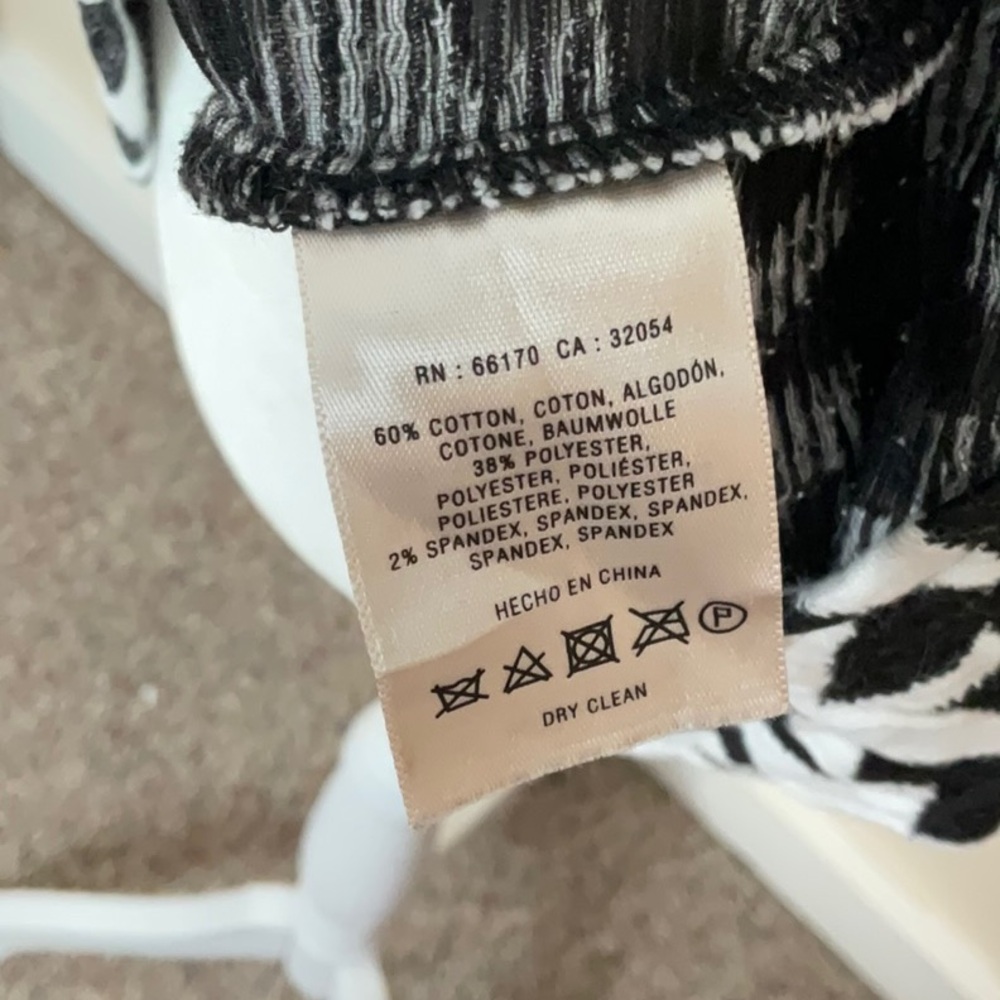 RN : 66170 CA : 32054
60% COTTON, COTON, ALGODÓN,
COTONE, BAUMWOLLE
38% POLYESTER,
POLYESTER, POLIÉSTER,
POLIESTERE, POLYESTER
2% SPANDEX, SPANDEX, SPANDEX,
SPANDEX, SPANDEX
HECHO EN CHINA
P
DRY CLEAN